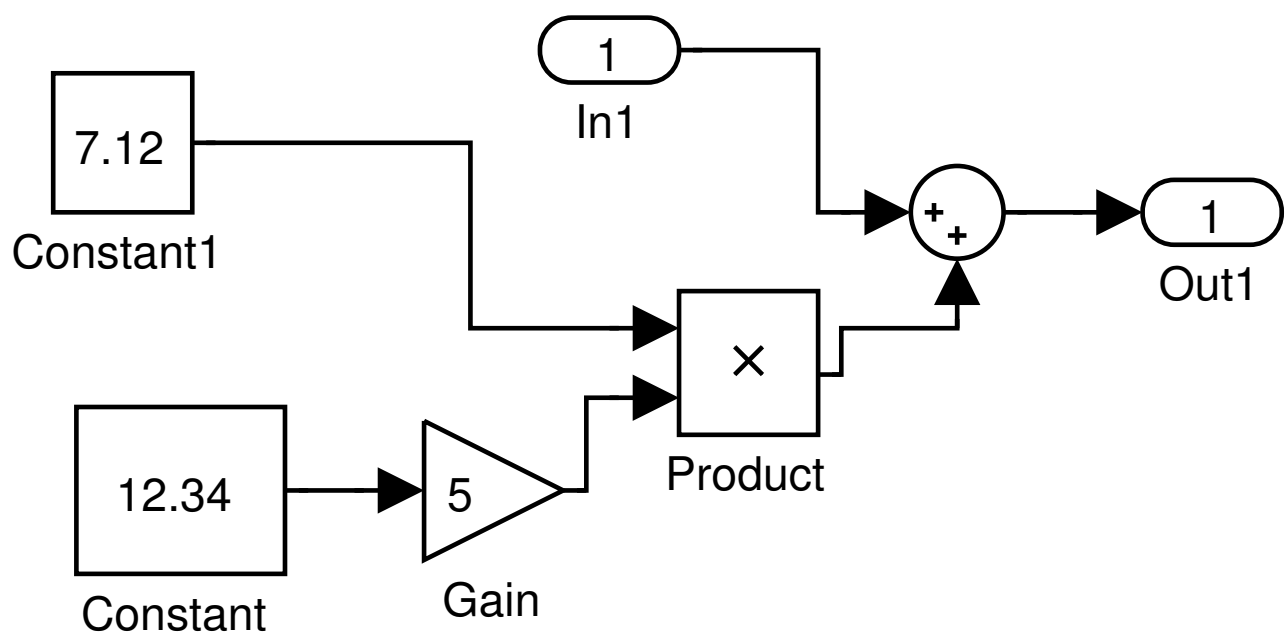 1
In1
7.12
Constant1
+
+
1
Out1
×
Product
12.34
Constant
5
Gain